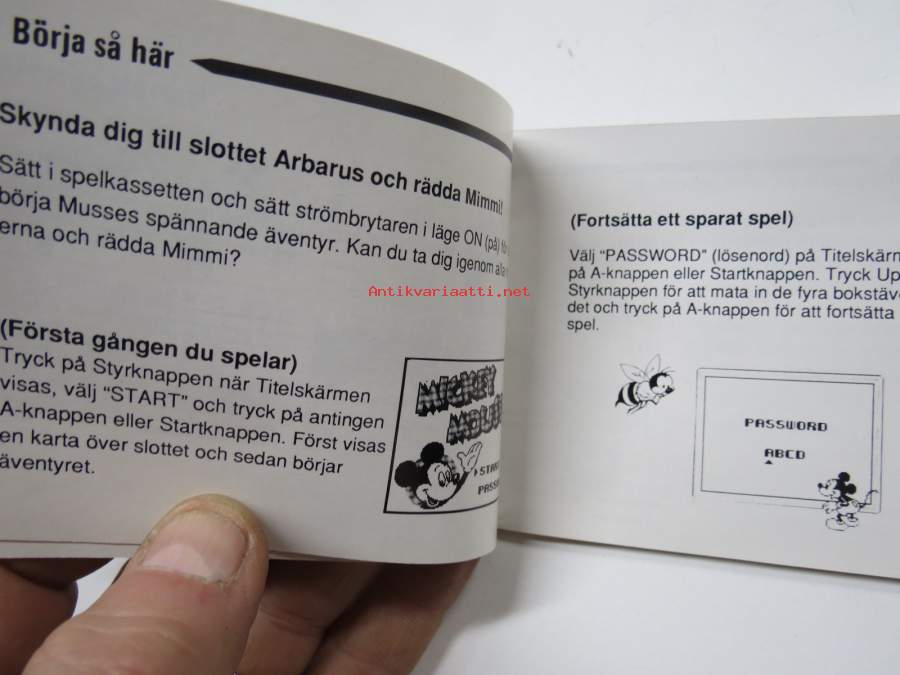 Börja så här
Skynda dig till slottet Arbarus och rädda Mimmi!
Sätt i spelkassetten och sätt strömbrytaren i läge ON (på)
börja Musses spännande äventyr. Kan du ta dig igenom
erna och rädda Mimmi?
(Första gången du spelar)
Tryck på Styrknappen när Titelskärmen
visas, välj "START" och tryck på antingen
A-knappen eller Startknappen. Först visas
en karta över slottet och sedan börjar
äventyret.
MICKEY
MOUSE
(Fortsätta ett sparat spel)
Välj "PASSWORD" (lösenord) på Titelskärm
på A-knappen eller Startknappen. Tryck Up
Styrknappen för att mata in de fyra bokstäv
det och tryck på A-knappen för att fortsätta
spel.
PASSWORD
ABCD
Antikvariaatti.net